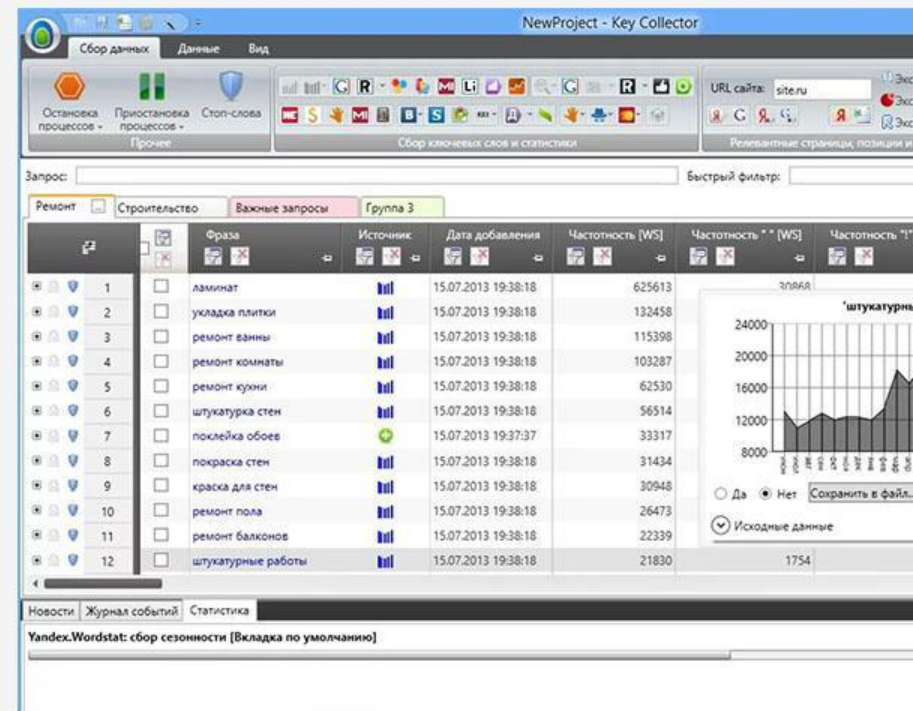 NewProject - Key Collector
Сбор данных Данные Вид
Остановка процессов Приостановка процессов Стоп-слова
URL сайта: site.ru
Прочее Сбор ключевых слов и статистики Релевантные страницы, позиции и
Запрос: Быстрый фильтр:
Ремонт ... Строительство Важные запросы Группа 3
Фраза Источник Дата добавления Частотность [WS] Частотность " " [WS] Частотность "!"
1 ламинат 15.07.2013 19:38:18 625613 30868
2 укладка плитки 15.07.2013 19:38:18 132458
3 ремонт ванны 15.07.2013 19:38:18 115398
4 ремонт комнаты 15.07.2013 19:38:18 103287
5 ремонт кухни 15.07.2013 19:38:18 62530
6 штукатурка стен 15.07.2013 19:38:18 56514
7 поклейка обоев 15.07.2013 19:37:37 33317
8 покраска стен 15.07.2013 19:38:18 31434
9 краска для стен 15.07.2013 19:38:18 30948
10 ремонт пола 15.07.2013 19:38:18 26473
11 ремонт балконов 15.07.2013 19:38:18 22339
12 штукатурные работы 15.07.2013 19:38:18 21830 1754
"штукатурны
24000
20000
16000
12000
8000
Да Нет Сохранить в файл...
Исходные данные
Новости Журнал событий Статистика
Yandex.Wordstat: сбор сезонности [Вкладка по умолчанию]